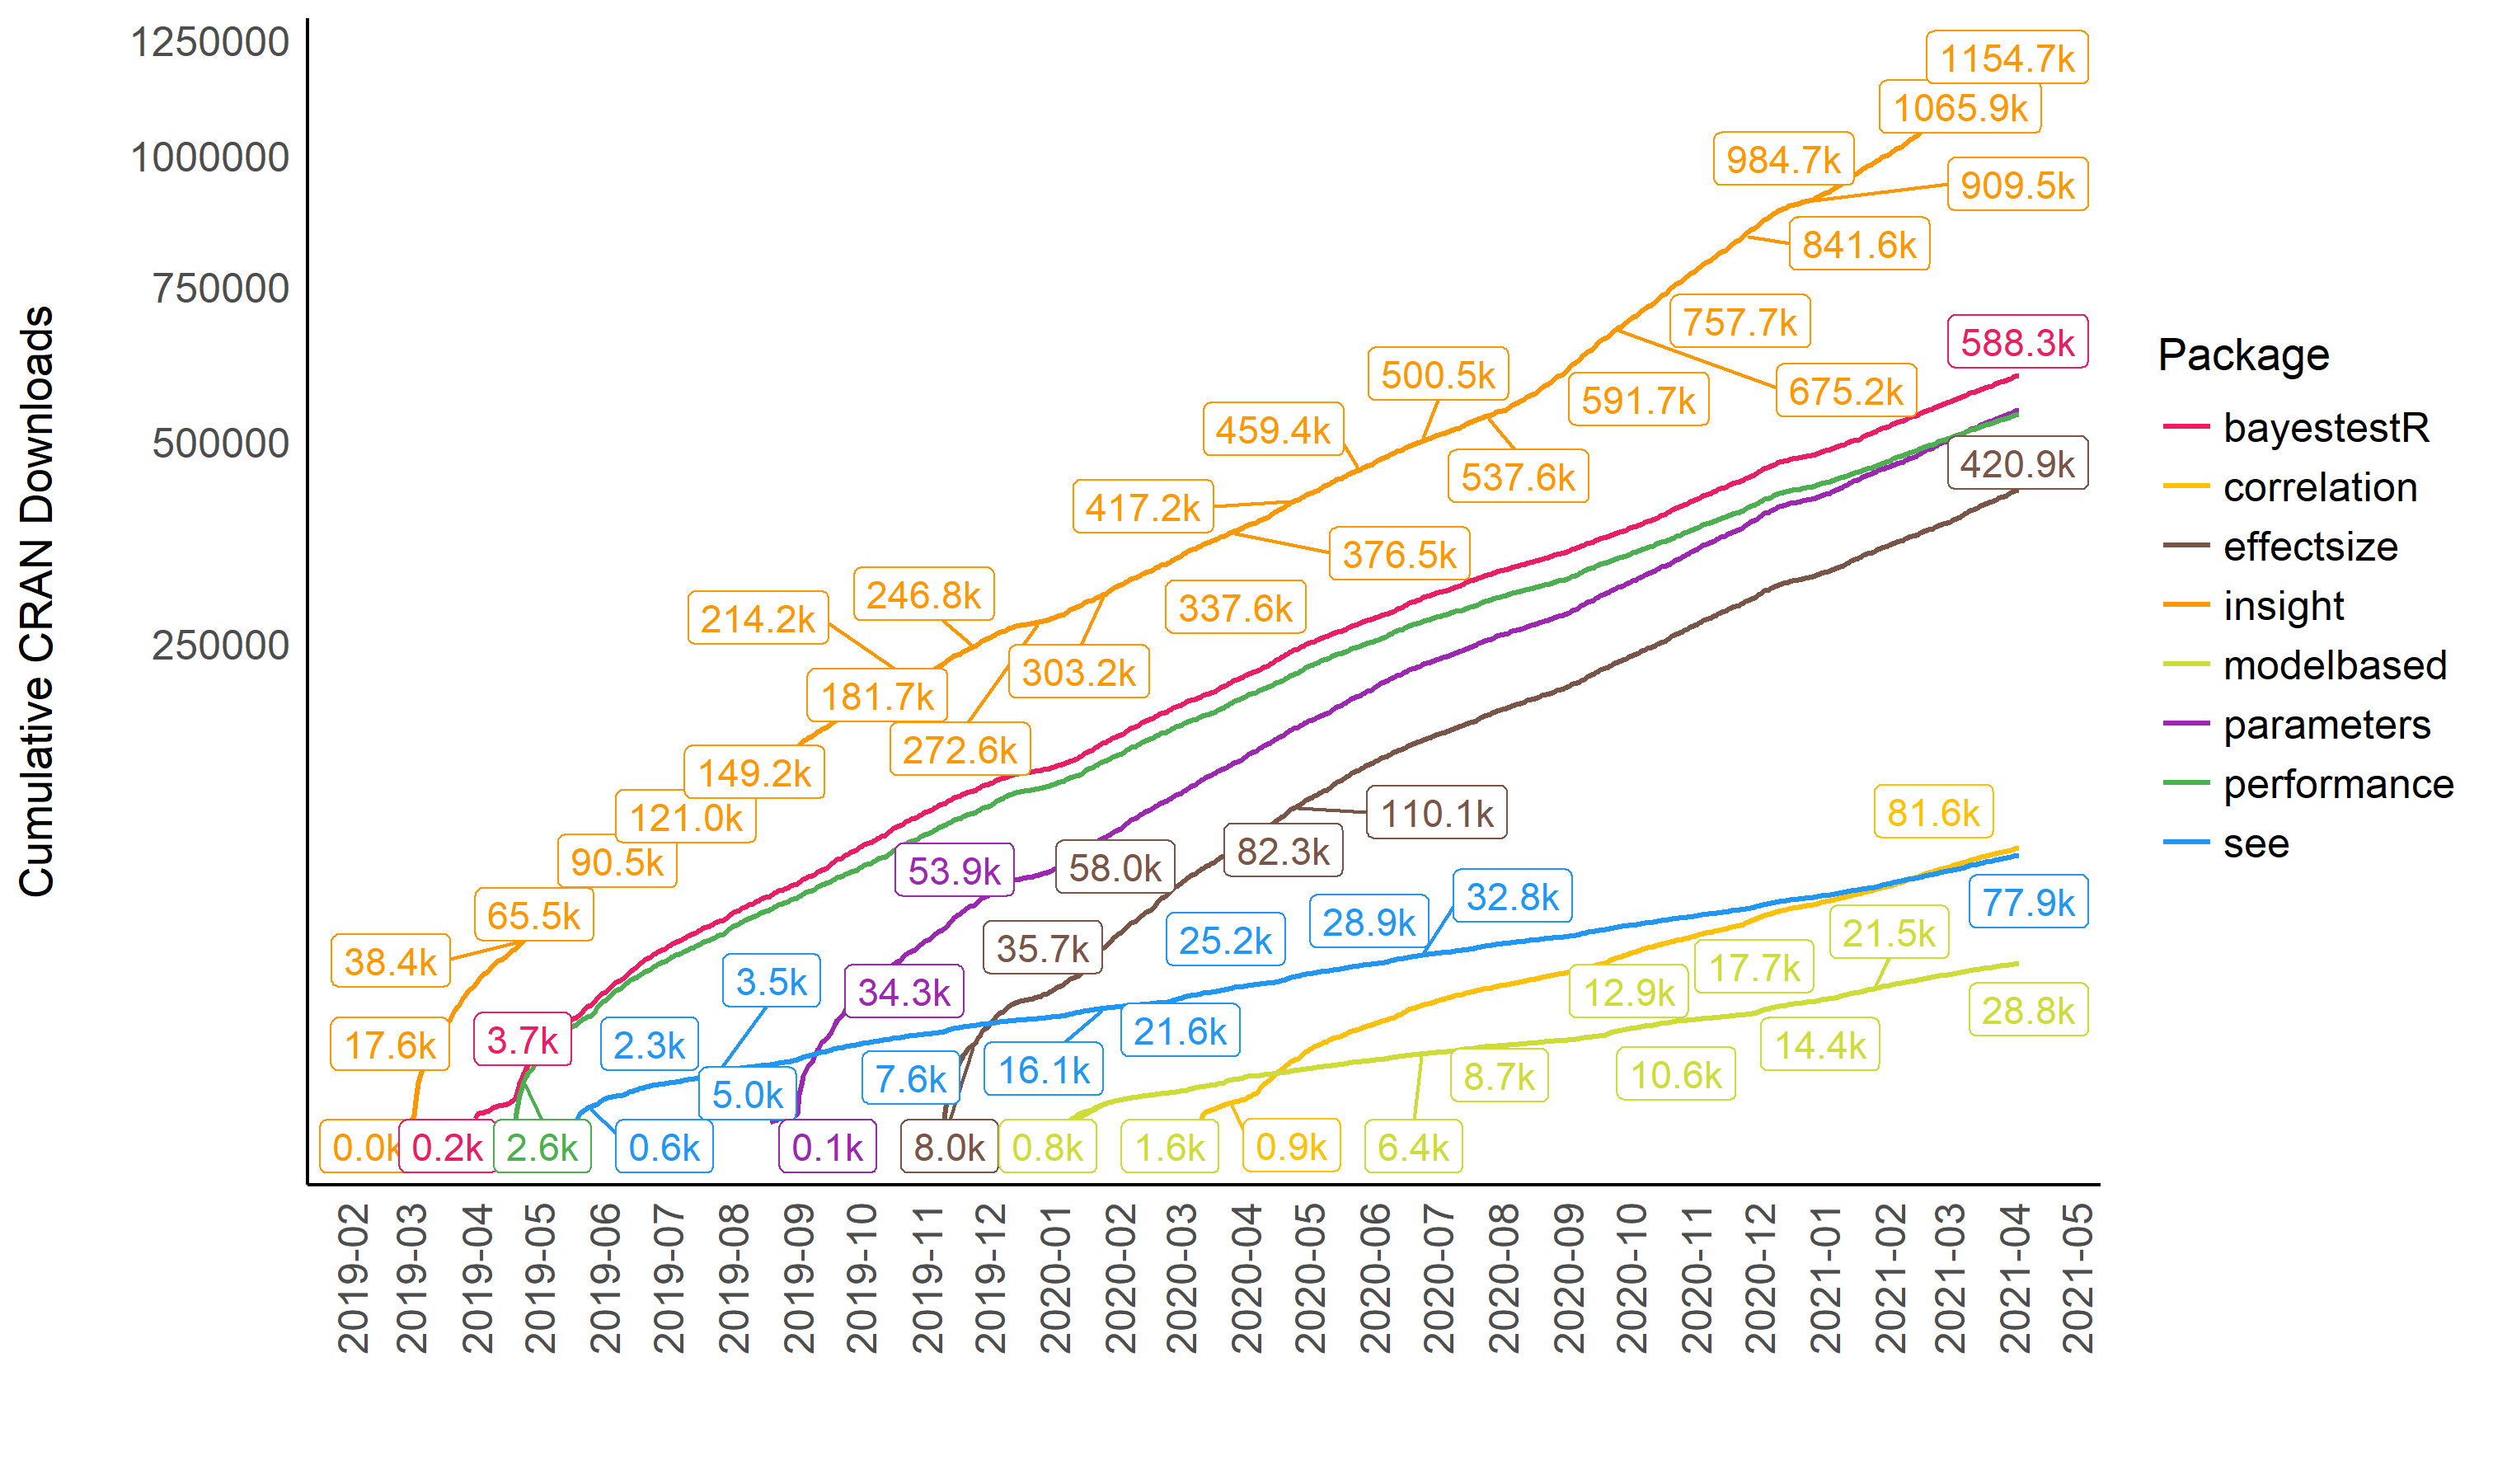 Cumulative CRAN Downloads
1250000
1000000
750000
500000
250000
1154.7k
1065.9k
984.7k
909.5k
841.6k
757.7k
588.3k
500.5k
675.2k
591.7k
459.4k
420.9k
537.6k
417.2k
376.5k
246.8k
337.6k
214.2k
303.2k
181.7k
272.6k
149.2k
121.0k
81.6k
110.1k
82.3k
90.5k
53.9k
58.0k
32.8k
77.9k
65.5k
28.9k
21.5k
25.2k
35.7k
38.4k
17.7k
3.5k
34.3k
12.9k
28.8k
21.6k
3.7k
17.6k
2.3k
14.4k
16.1k
7.6k
8.7k
10.6k
5.0k
0.0k
0.2k
2.6k
0.6k
0.1k
8.0k
0.8k
1.6k
0.9k
6.4k
2019-02
2019-03
2019-04
2019-05
2019-06
2019-07
2019-08
2019-09
2019-10
2019-11
2019-12
2020-01
2020-02
2020-03
2020-04
2020-05
2020-06
2020-07
2020-08
2020-09
2020-10
2020-11
2020-12
2021-01
2021-02
2021-03
2021-04
2021-05
Package
bayestestR
correlation
effectsize
insight
modelbased
parameters
performance
see